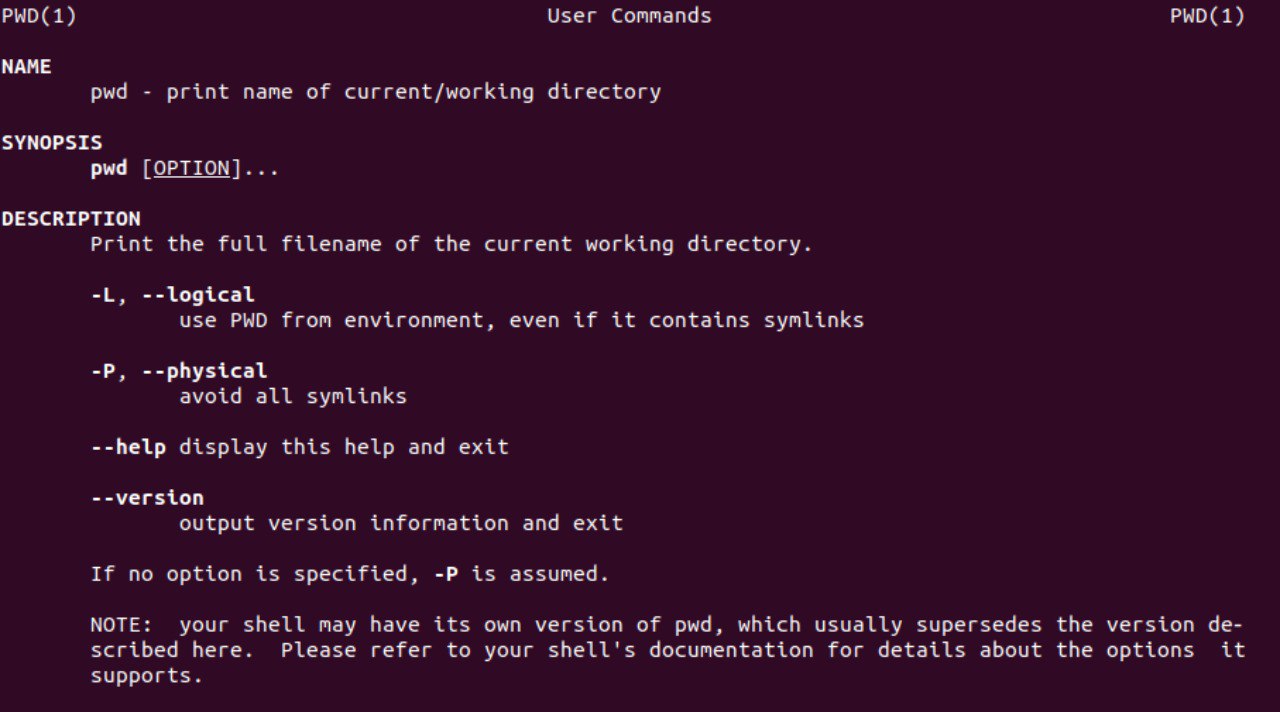 PWD(1) User Commands PWD(1)
NAME
pwd - print name of current/working directory
SYNOPSIS
pwd [OPTION]...
DESCRIPTION
Print the full filename of the current working directory.
-L, --logical
use PWD from environment, even if it contains symlinks
-P, --physical
avoid all symlinks
--help display this help and exit
--version
output version information and exit
If no option is specified, -P is assumed.
NOTE:  your shell may have its own version of pwd, which usually supersedes the version de-
scribed here.  Please refer to your shell's documentation for details about the options  it
supports.